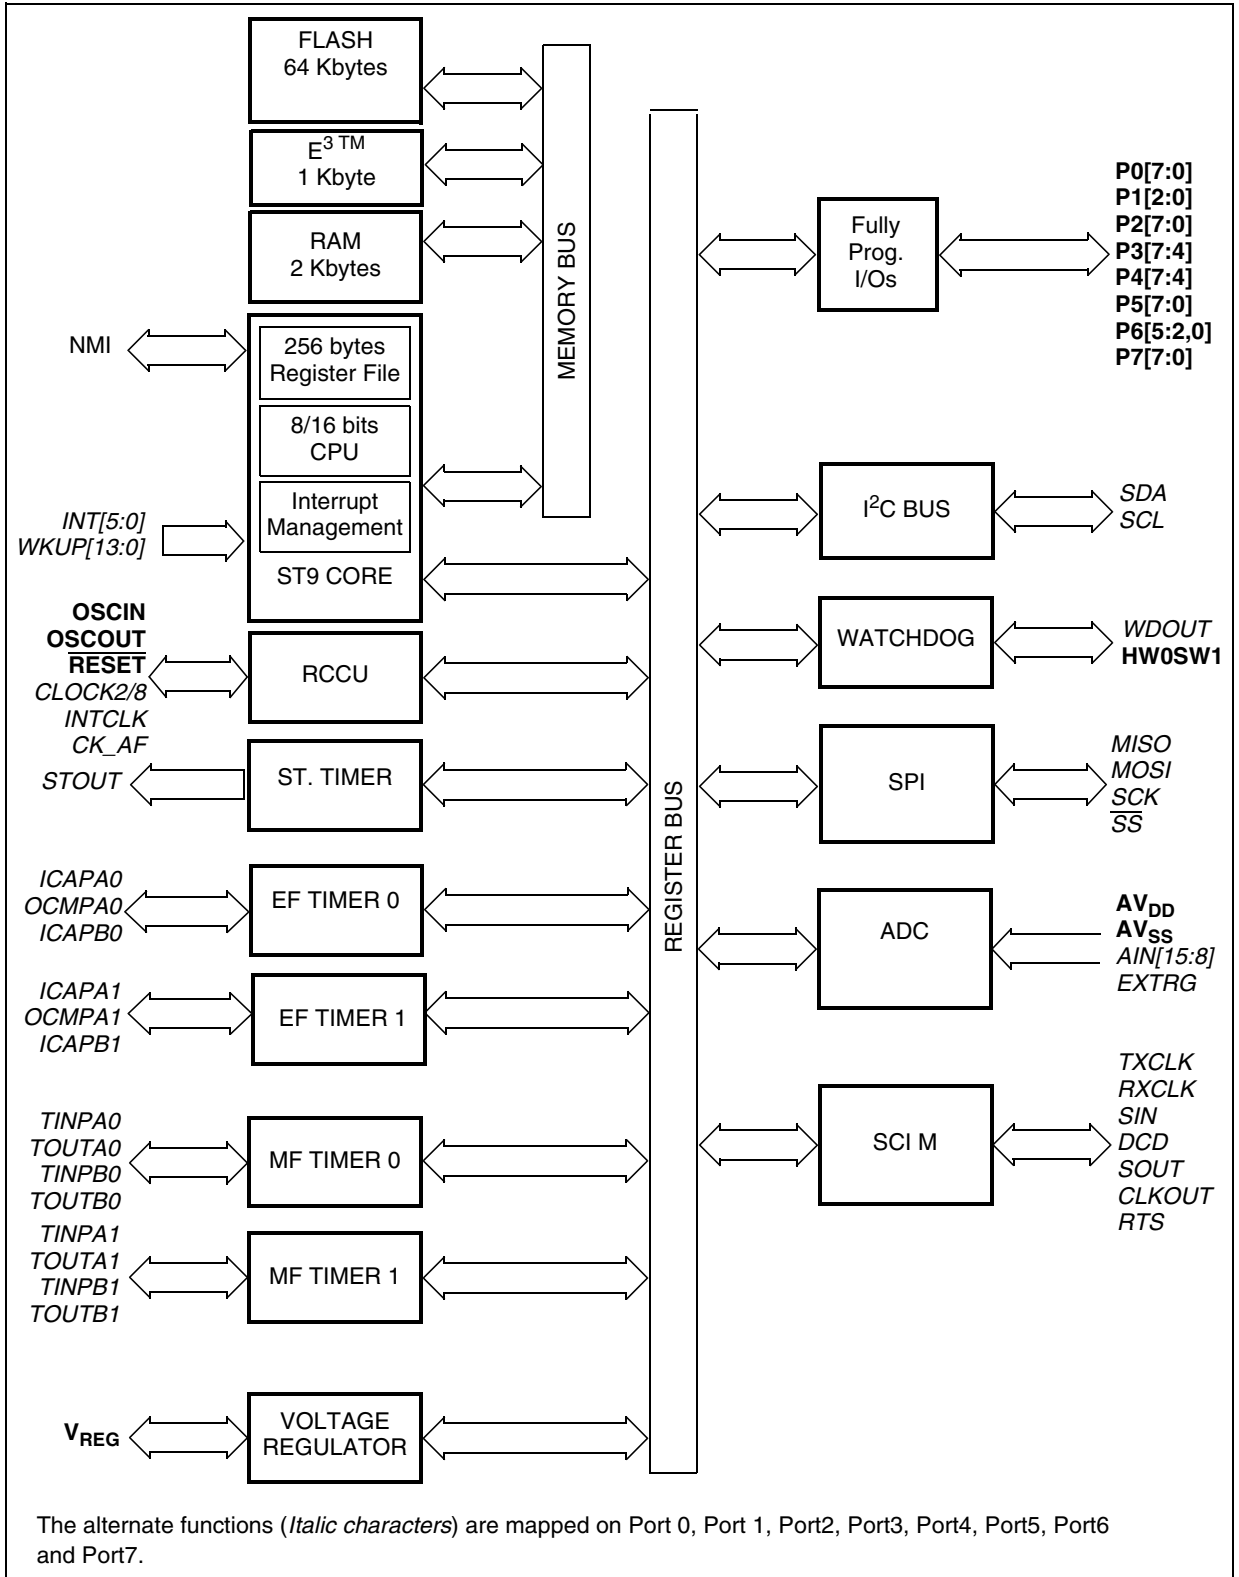 FLASH
64 Kbytes
E³ ™
1 Kbyte
RAM
2 Kbytes
NMI
256 bytes
Register File
8/16 bits
CPU
Interrupt
Management
ST9 CORE
INT[5:0]
WKUP[13:0]
MEMORY BUS
OSCIN
OSCOUT
RESET
CLOCK2/8
INTCLK
CK_AF
RCCU
STOUT
ST. TIMER
ICAPA0
OCMPA0
ICAPB0
EF TIMER 0
ICAPA1
OCMPA1
ICAPB1
EF TIMER 1
TINPA0
TOUTA0
TINPB0
TOUTB0
MF TIMER 0
TINPA1
TOUTA1
TINPB1
TOUTB1
MF TIMER 1
VREG
VOLTAGE
REGULATOR
REGISTER BUS
Fully
Prog.
I/Os
P0[7:0]
P1[2:0]
P2[7:0]
P3[7:4]
P4[7:4]
P5[7:0]
P6[5:2,0]
P7[7:0]
I²C BUS
SDA
SCL
WATCHDOG
WDOUT
HW0SW1
SPI
MISO
MOSI
SCK
SS
ADC
AVDD
AVSS
AIN[15:8]
EXTRG
SCI M
TXCLK
RXCLK
SIN
DCD
SOUT
CLKOUT
RTS
The alternate functions (Italic characters) are mapped on Port 0, Port 1, Port2, Port3, Port4, Port5, Port6
and Port7.